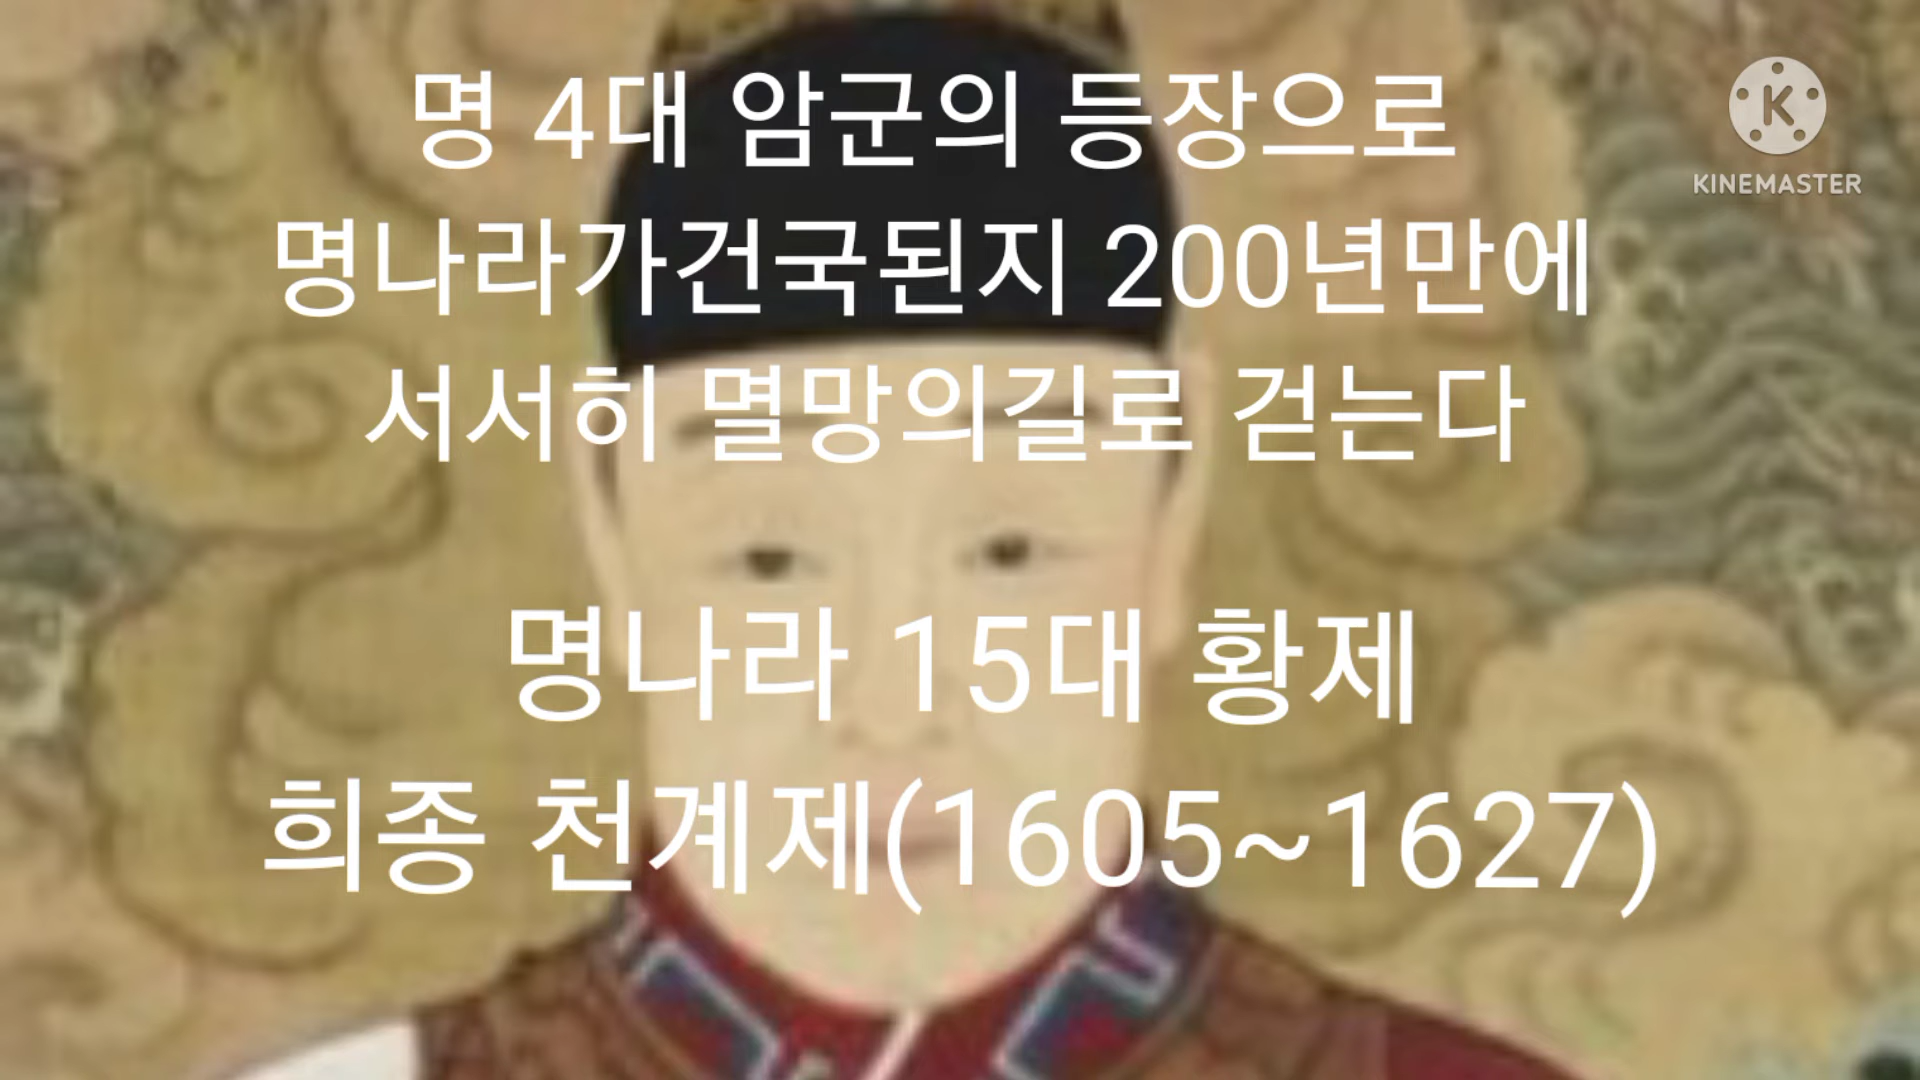 명 4대 암군의 등장으로
명나라가건국된지 200년만에
서서히 멸망의길로 걷는다
명나라 15대 황제
희종 천계제(1605~1627)
K
KINEMASTER